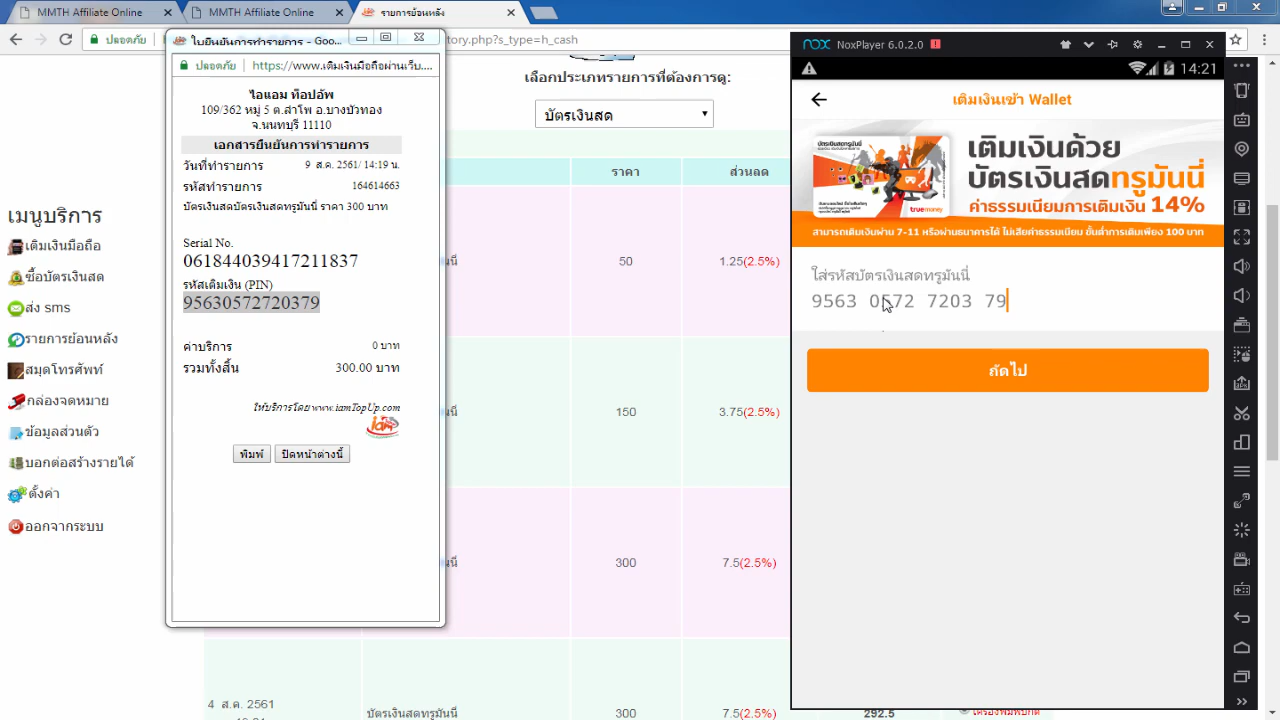 MMTH Affiliate Online
MMTH Affiliate Online
รายการย้อนหลัง
ปลอดภัย
tory.php?s_type=h_cash
เลือกประเภทรายการที่ต้องการดู:
บัตรเงินสด
ราคา
ส่วนลด
50
1.25(2.5%)
150
3.75(2.5%)
300
7.5(2.5%)
4 ส.ค. 2561
บัตรเงินสดทรูมันนี่
300
7.5(2.5%)
292.5
เมนูบริการ
เติมเงินมือถือ
ซื้อบัตรเงินสด
ส่ง sms
รายการย้อนหลัง
สมุดโทรศัพท์
กล่องจดหมาย
ข้อมูลส่วนตัว
บอกต่อสร้างรายได้
ตั้งค่า
ออกจากระบบ
ใบยืนยันการทำรายการ - Goo...
ปลอดภัย
https://www.เติมเงินมือถือผ่านเว็บ....
ไอแอม ท๊อปอัพ
109/362 หมู่ 5 ต.ลำโพ อ.บางบัวทอง
จ.นนทบุรี 11110
เอกสารยืนยันการทำรายการ
วันที่ทำรายการ 9 ส.ค. 2561/ 14:19 น.
รหัสทำรายการ 164614663
ชนิดบัตร บัตรเงินสดทรูมันนี่ ราคา 300 บาท
Serial No.
061844039417211837
รหัสเติมเงิน (PIN)
95630572720379
ค่าบริการ 0 บาท
รวมทั้งสิ้น 300.00 บาท
ให้บริการโดย www.iamTopUp.com
iam
พิมพ์
ปิดหน้าต่างนี้
nox NoxPlayer 6.0.2.0
14:21
เติมเงินเข้า Wallet
เติมเงินด้วย
บัตรเงินสดทรูมันนี่
ค่าธรรมเนียมการเติมเงิน 14%
สามารถเติมเงินผ่าน 7-11 หรือผ่านธนาคารได้ ไม่เสียค่าธรรมเนียม ขั้นต่ำการเติมเพียง 100 บาท
บัตรเงินสดทรูมันนี่
truemoney
ใส่รหัสบัตรเงินสดทรูมันนี่
9563 0572 7203 79
ถัดไป